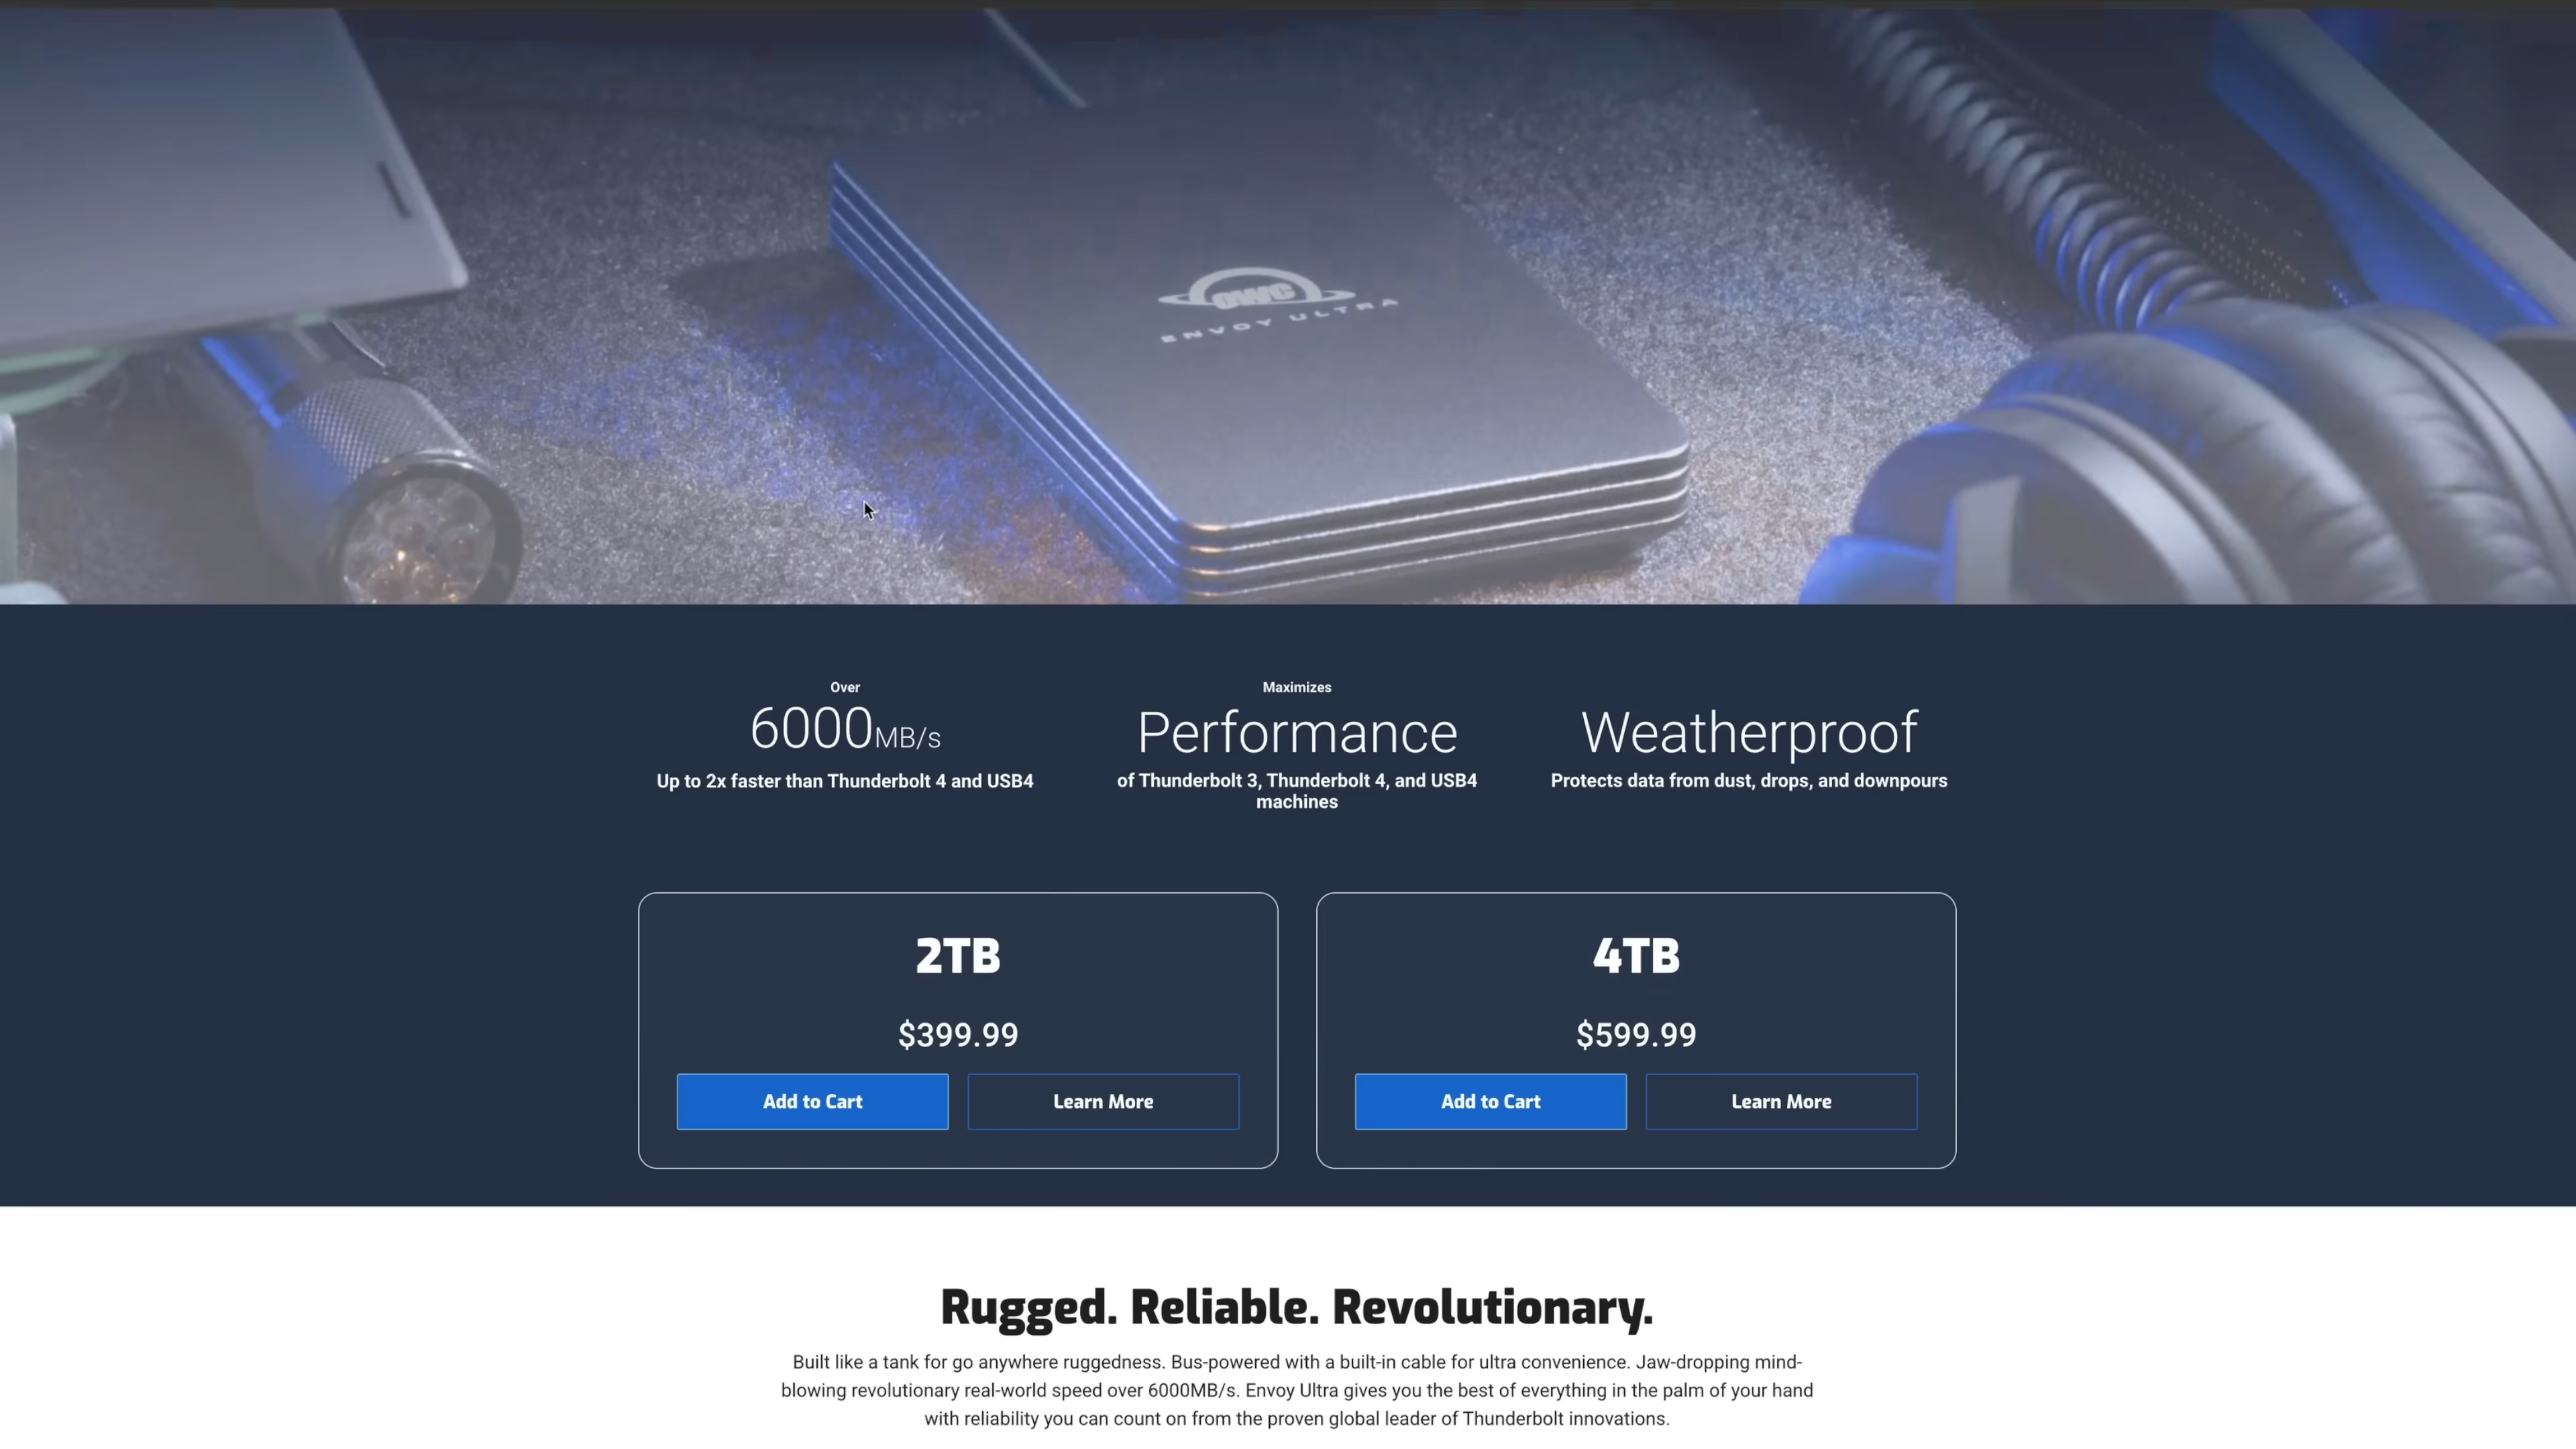 OWC
ENVOY ULTRA
Over
6000MB/s
Up to 2x faster than Thunderbolt 4 and USB4
Maximizes
Performance
of Thunderbolt 3, Thunderbolt 4, and USB4
machines
Weatherproof
Protects data from dust, drops, and downpours
2TB
$399.99
Add to Cart
Learn More
4TB
$599.99
Add to Cart
Learn More
Rugged. Reliable. Revolutionary.
Built like a tank for go anywhere ruggedness. Bus-powered with a built-in cable for ultra convenience. Jaw-dropping mind-
blowing revolutionary real-world speed over 6000MB/s. Envoy Ultra gives you the best of everything in the palm of your hand
with reliability you can count on from the proven global leader of Thunderbolt innovations.